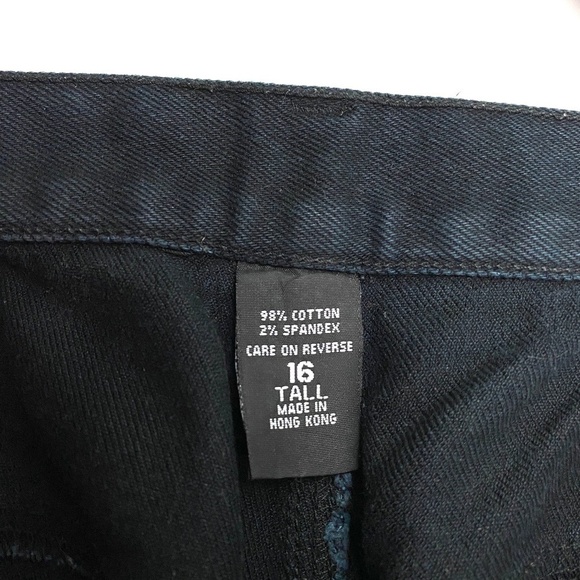 98% COTTON
2% SPANDEX
CARE ON REVERSE
16
TALL
MADE IN
HONG KONG